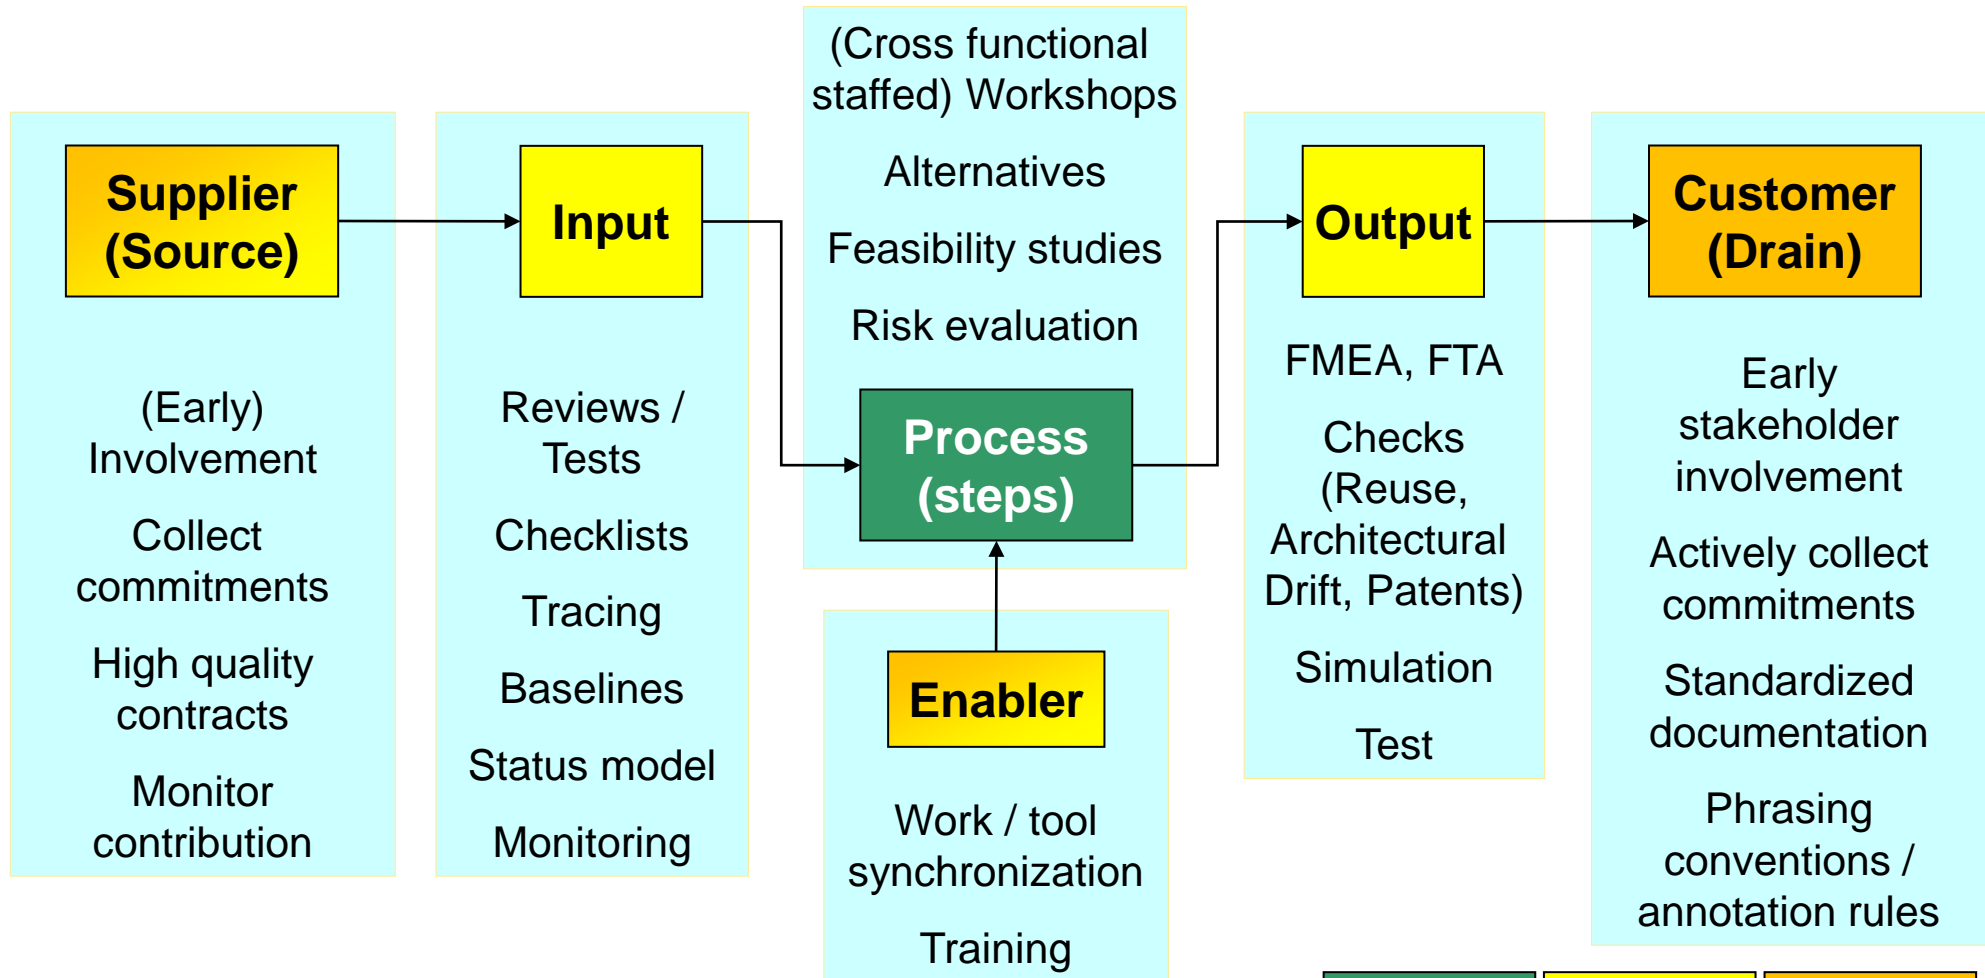 Supplier
(Source)
(Early)
Involvement
Collect
commitments
High quality
contracts
Monitor
contribution
Input
Reviews /
Tests
Checklists
Tracing
Baselines
Status model
Monitoring
(Cross functional
staffed) Workshops
Alternatives
Feasibility studies
Risk evaluation
Process
(steps)
Enabler
Work / tool
synchronization
Training
Output
FMEA, FTA
Checks
(Reuse,
Architectural
Drift, Patents)
Simulation
Test
Customer
(Drain)
Early
stakeholder
involvement
Actively collect
commitments
Standardized
documentation
Phrasing
conventions /
annotation rules